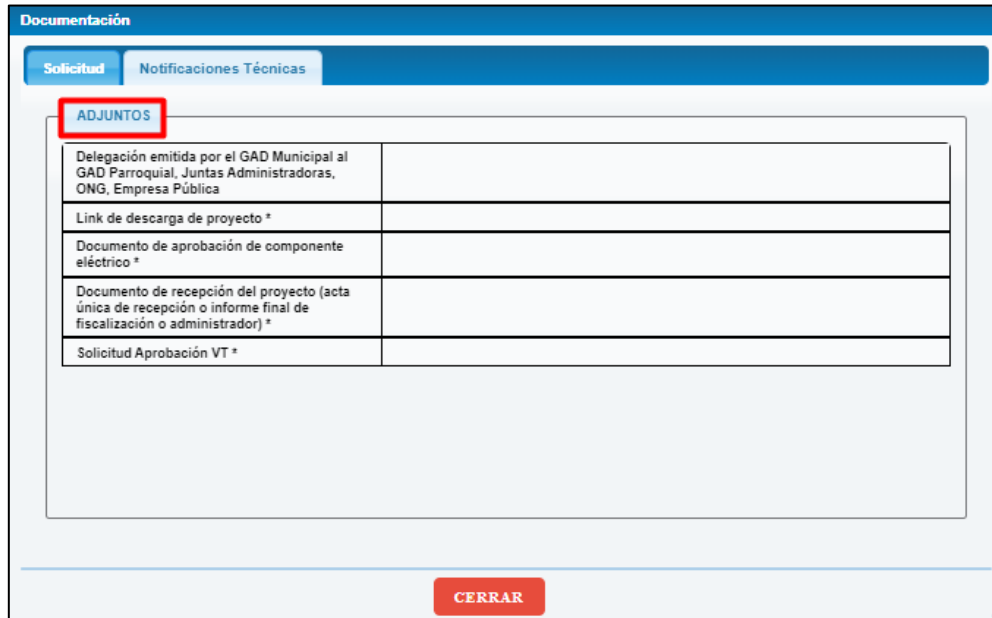 Documentación
Solicitud
Notificaciones Técnicas
ADJUNTOS
Delegación emitida por el GAD Municipal al
GAD Parroquial, Juntas Administradoras,
ONG, Empresa Pública
Link de descarga de proyecto *
Documento de aprobación de componente
eléctrico *
Documento de recepción del proyecto (acta
única de recepción o informe final de
fiscalización o administrador) *
Solicitud Aprobación VT *
CERRAR